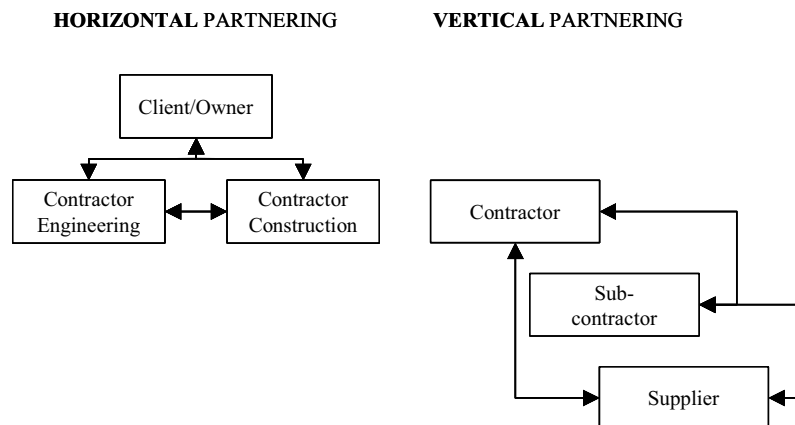 HORIZONTAL PARTNERING
VERTICAL PARTNERING
Client/Owner
Contractor
Engineering
Contractor
Construction
Contractor
Sub-
contractor
Supplier